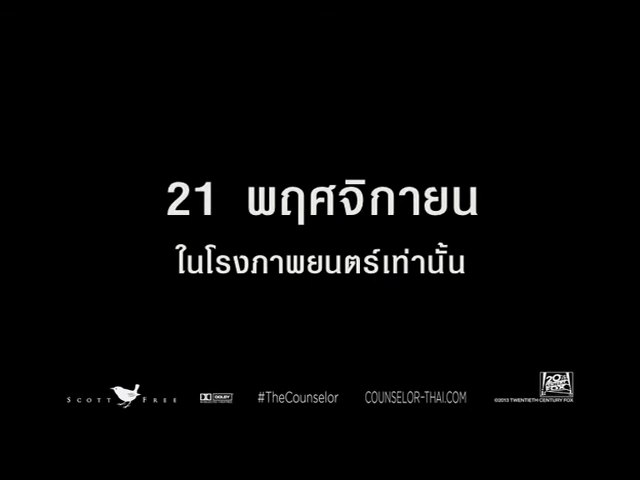 21 พฤศจิกายน
ในโรงภาพยนตร์เท่านั้น
SCOTT FREE DOLBY #TheCounselor COUNSELOR-THAI.COM 20th CENTURY FOX
©2013 TWENTIETH CENTURY FOX